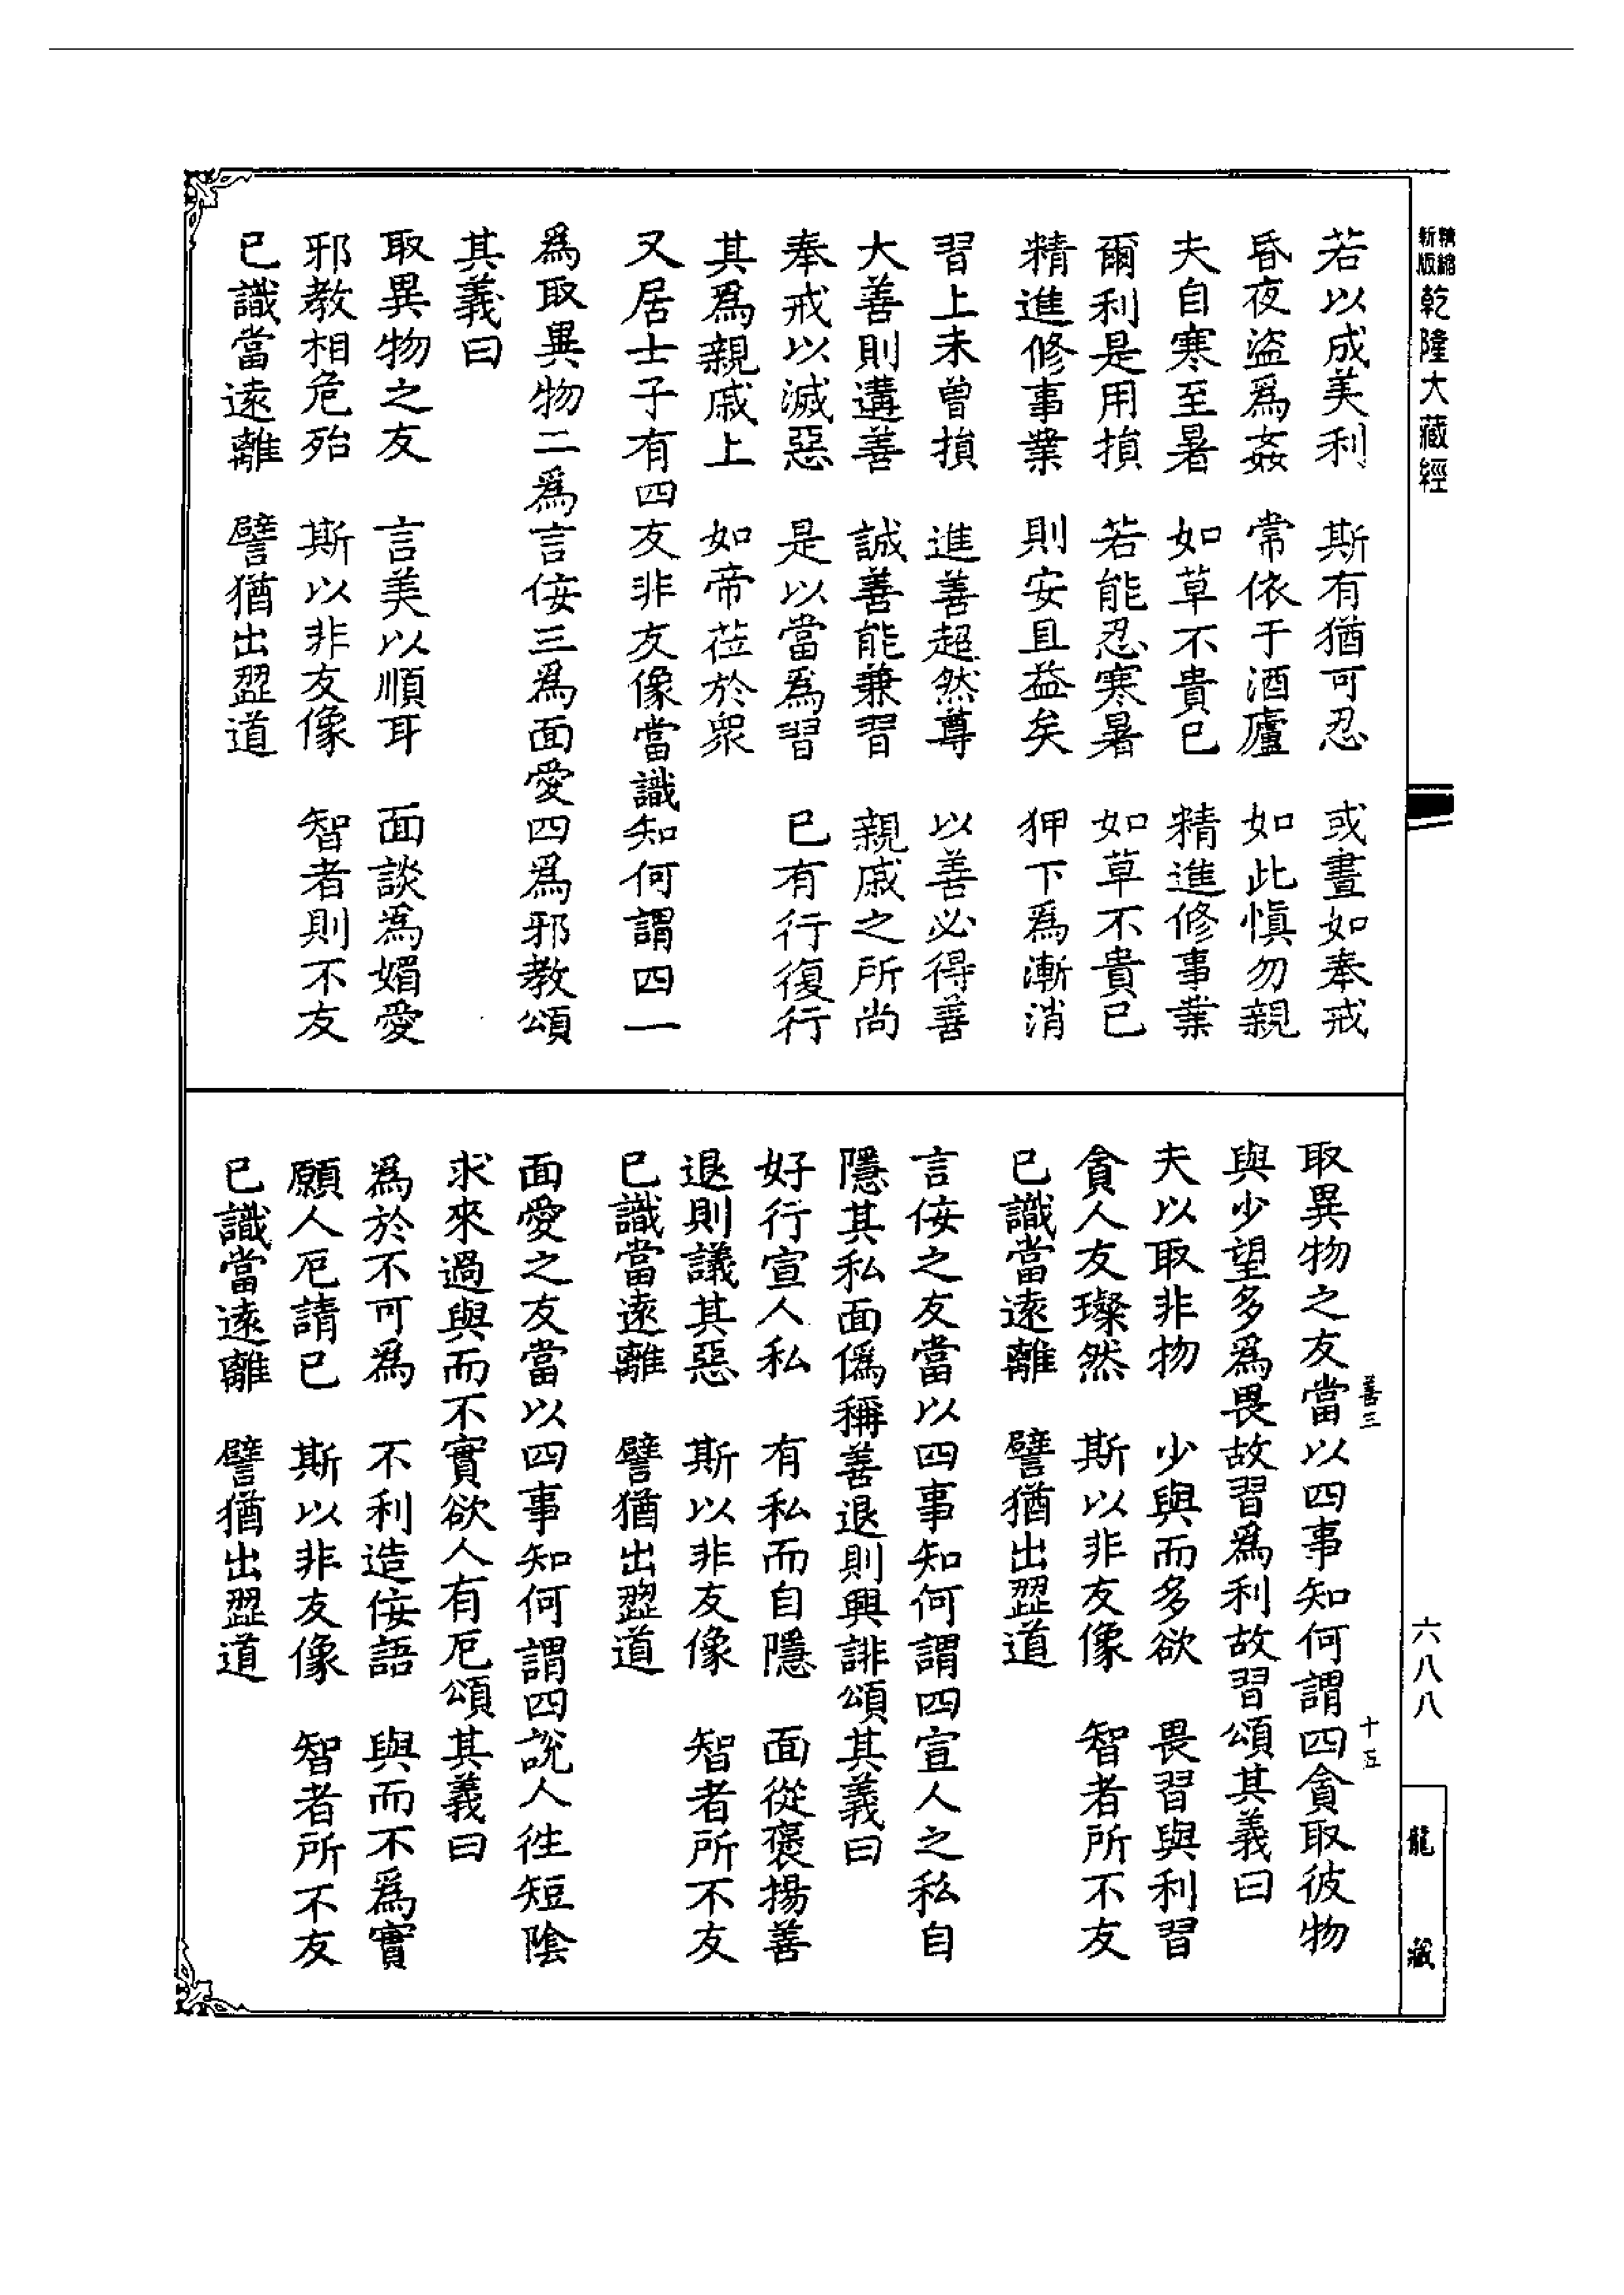 精縮
新版
乾隆大藏經
若以成美利　斯有猶可忍　或晝如奉戒
昏夜盜爲姦　常依于酒廬　如此愼勿親
夫自寒至暑　如草不貴已　精進修事業
爾利是用損　若能忍寒暑　如草不貴已
精進修事業　則安且益矣　狎下爲漸消
習上未曾損　進善超然尊　以善必得善
大善則遘善　誠善能兼習　親戚之所尚
奉戒以滅惡　是以當爲習　已有行復行
其爲親戚上　如帝莅於衆
又居士子有四友非友像當識知何謂四一
爲取異物二爲言佞三爲面愛四爲邪教頌
其義曰
取異物之友　言美以順耳　面談爲媚愛
邪教相危殆　斯以非友像　智者則不友
已識當遠離　譬猶出澀道
取異物之友當以四事知何謂四貪取彼物
與少望多爲畏故習爲利故習頌其義曰
夫以取非物　少與而多欲　畏習與利習
貪人友璨然　斯以非友像　智者所不友
已識當遠離　譬猶出澀道
言佞之友當以四事知何謂四宣人之私自
隱其私面僞稱善退則興誹頌其義曰
好行宣人私　有私而自隱　面從褒揚善
退則議其惡　斯以非友像　智者所不友
已識當遠離　譬猶出澀道
面愛之友當以四事知何謂四說人往短陰
求來過與而不實欲人有厄頌其義曰
爲於不可爲　不利造佞語　與而不爲實
願人厄請已　斯以非友像　智者所不友
已識當遠離　譬猶出澀道
善三
十五
六八八
龍藏